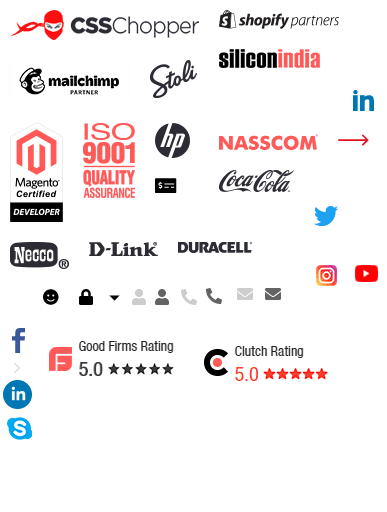 CSSChopper
shopify partners
siliconindia
mailchimp
PARTNER
Stoli
in
Magento®
Certified
DEVELOPER
ISO
9001
QUALITY
ASSURANCE
hp
NASSCOM®
Coca-Cola
Necco®
D-Link
DURACELL
f
Good Firms Rating
5.0
Clutch Rating
5.0
in
S